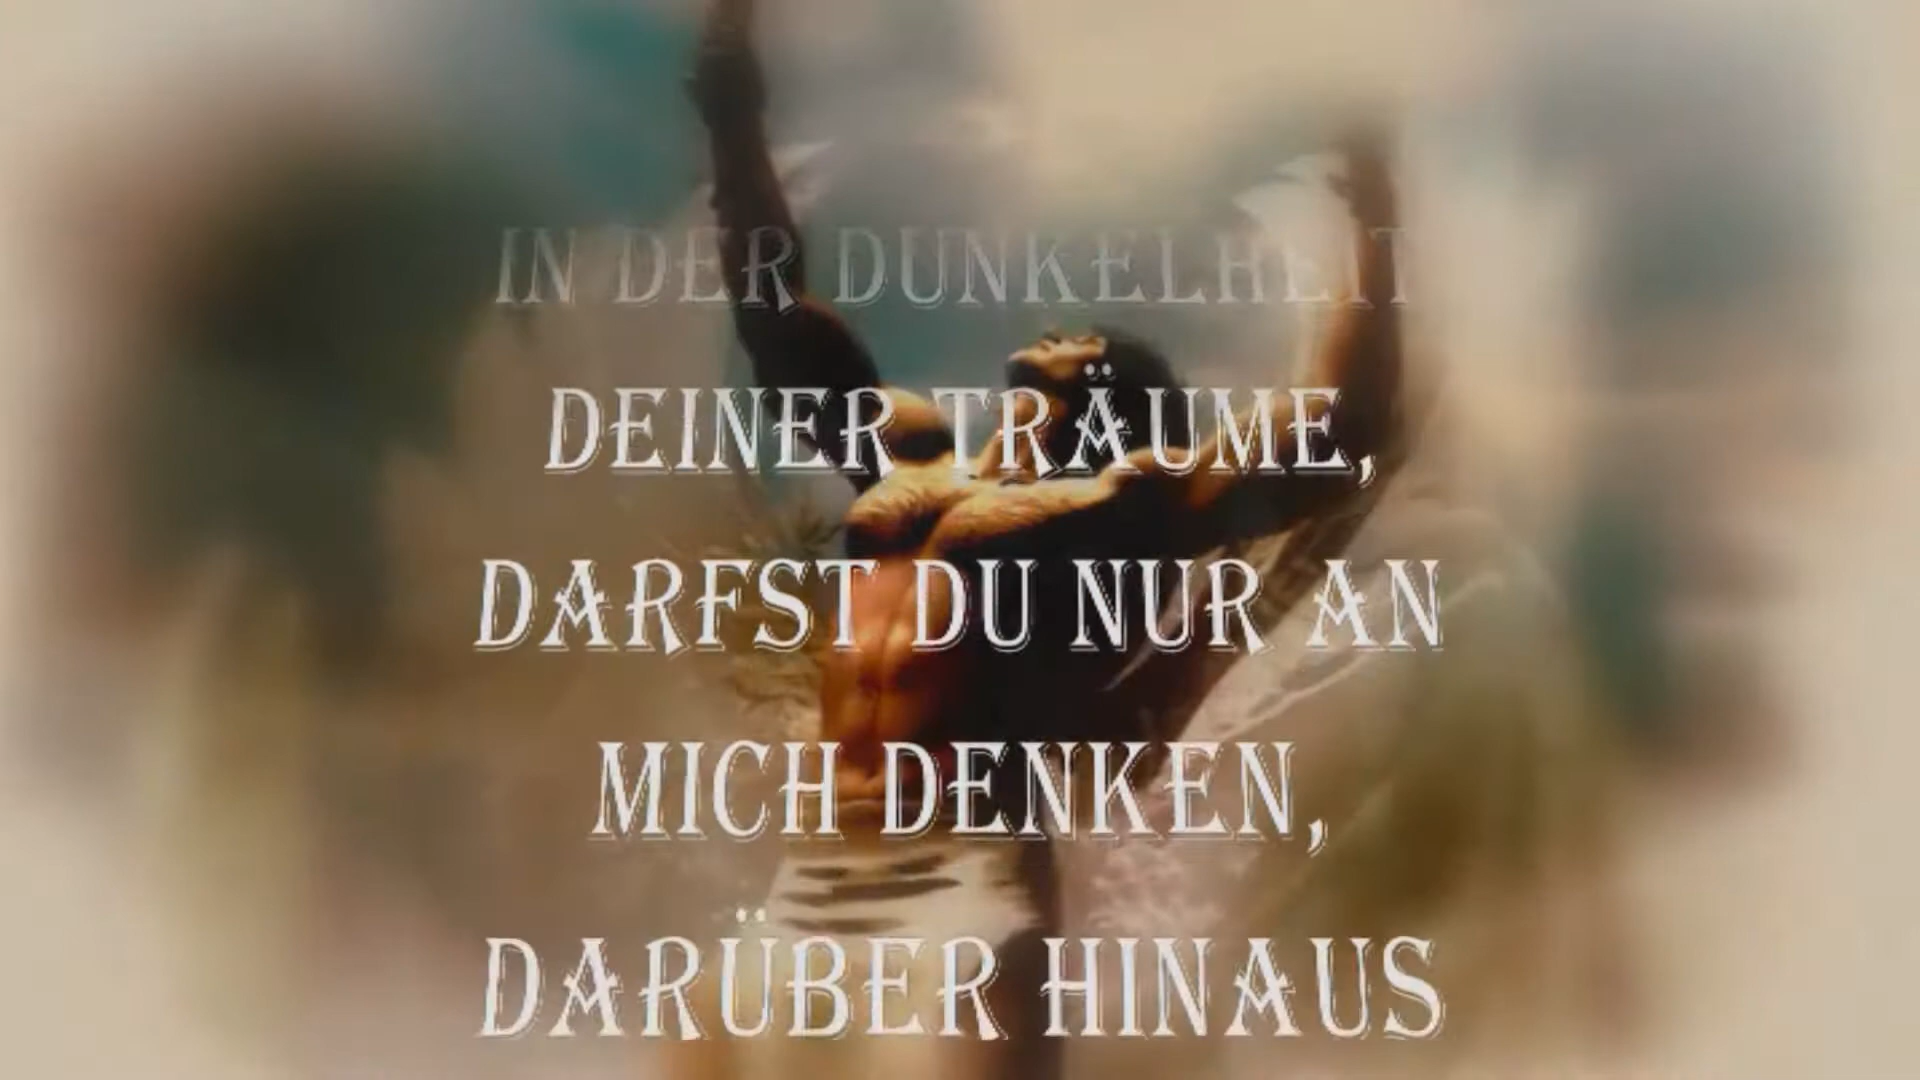 IN DER DUNKELHEIT
DEINER TRÄUME,
DARFST DU NUR AN
MICH DENKEN,
DARÜBER HINAUS